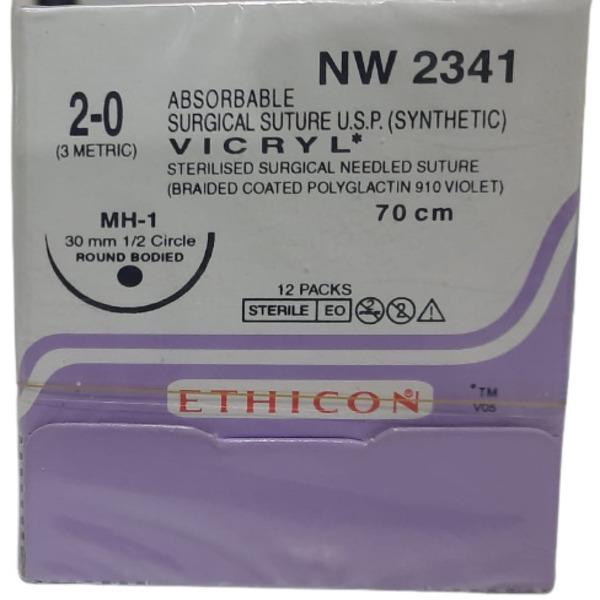 NW 2341
2-0
(3 METRIC)
ABSORBABLE
SURGICAL SUTURE U.S.P. (SYNTHETIC)
VICRYL*
STERILISED SURGICAL NEEDLED SUTURE
(BRAIDED COATED POLYGLACTIN 910 VIOLET)
70 cm
MH-1
30 mm 1/2 Circle
ROUND BODIED
12 PACKS
STERILE EO
2 2
ETHICON®
*TM
V05